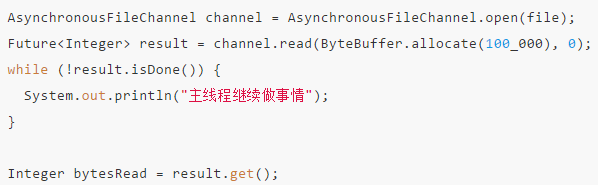 AsynchronousFileChannel channel = AsynchronousFileChannel.open(file);
Future<Integer> result = channel.read(ByteBuffer.allocate(100_000), 0);
while (!result.isDone()) {
  System.out.println("主线程继续做事情");
}

Integer bytesRead = result.get();